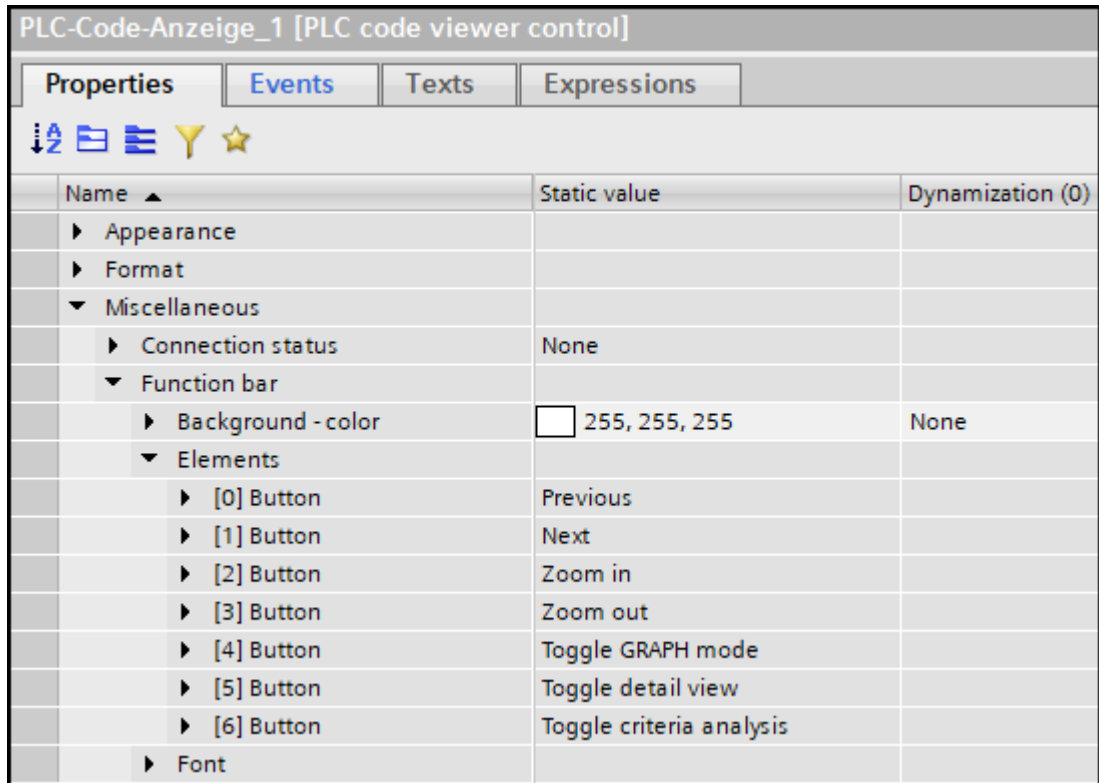 PLC-Code-Anzeige_1 [PLC code viewer control]
Properties Events Texts Expressions
Name Static value Dynamization (0)
Appearance
Format
Miscellaneous
Connection status None
Function bar
Background - color 255, 255, 255 None
Elements
[0] Button Previous
[1] Button Next
[2] Button Zoom in
[3] Button Zoom out
[4] Button Toggle GRAPH mode
[5] Button Toggle detail view
[6] Button Toggle criteria analysis
Font